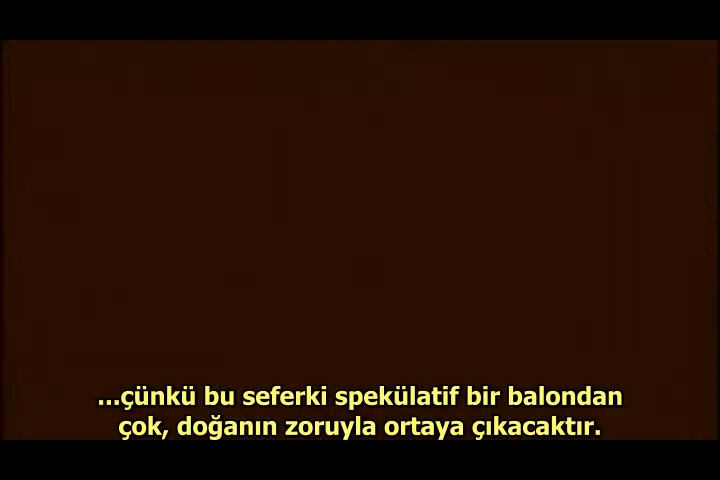 ...çünkü bu seferki spekülatif bir balondan
çok, doğanın zoruyla ortaya çıkacaktır.